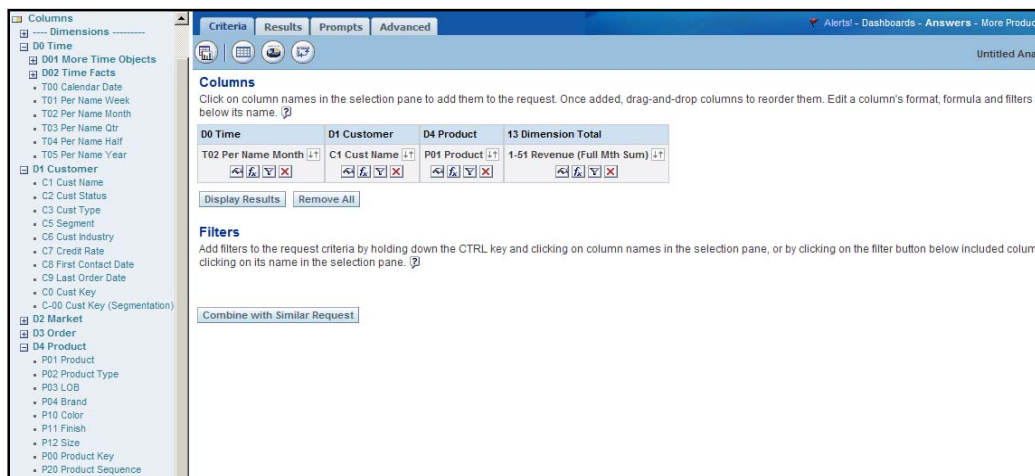 Columns
---- Dimensions ---------
D0 Time
D01 More Time Objects
D02 Time Facts
T00 Calendar Date
T01 Per Name Week
T02 Per Name Month
T03 Per Name Qtr
T04 Per Name Half
T05 Per Name Year
D1 Customer
C1 Cust Name
C2 Cust Status
C3 Cust Type
C5 Segment
C6 Cust Industry
C7 Credit Rate
C8 First Contact Date
C9 Last Order Date
C0 Cust Key
C-00 Cust Key (Segmentation)
D2 Market
D3 Order
D4 Product
P01 Product
P02 Product Type
P03 LOB
P04 Brand
P10 Color
P11 Finish
P12 Size
P00 Product Key
P20 Product Sequence
Criteria Results Prompts Advanced
Alerts! - Dashboards - Answers - More Produc
Untitled Ana
Columns
Click on column names in the selection pane to add them to the request. Once added, drag-and-drop columns to reorder them. Edit a column's format, formula and filters
below its name. ?
D0 Time D1 Customer D4 Product 13 Dimension Total
T02 Per Name Month C1 Cust Name P01 Product 1-51 Revenue (Full Mth Sum)
Display Results Remove All
Filters
Add filters to the request criteria by holding down the CTRL key and clicking on column names in the selection pane, or by clicking on the filter button below included colum
clicking on its name in the selection pane. ?
Combine with Similar Request